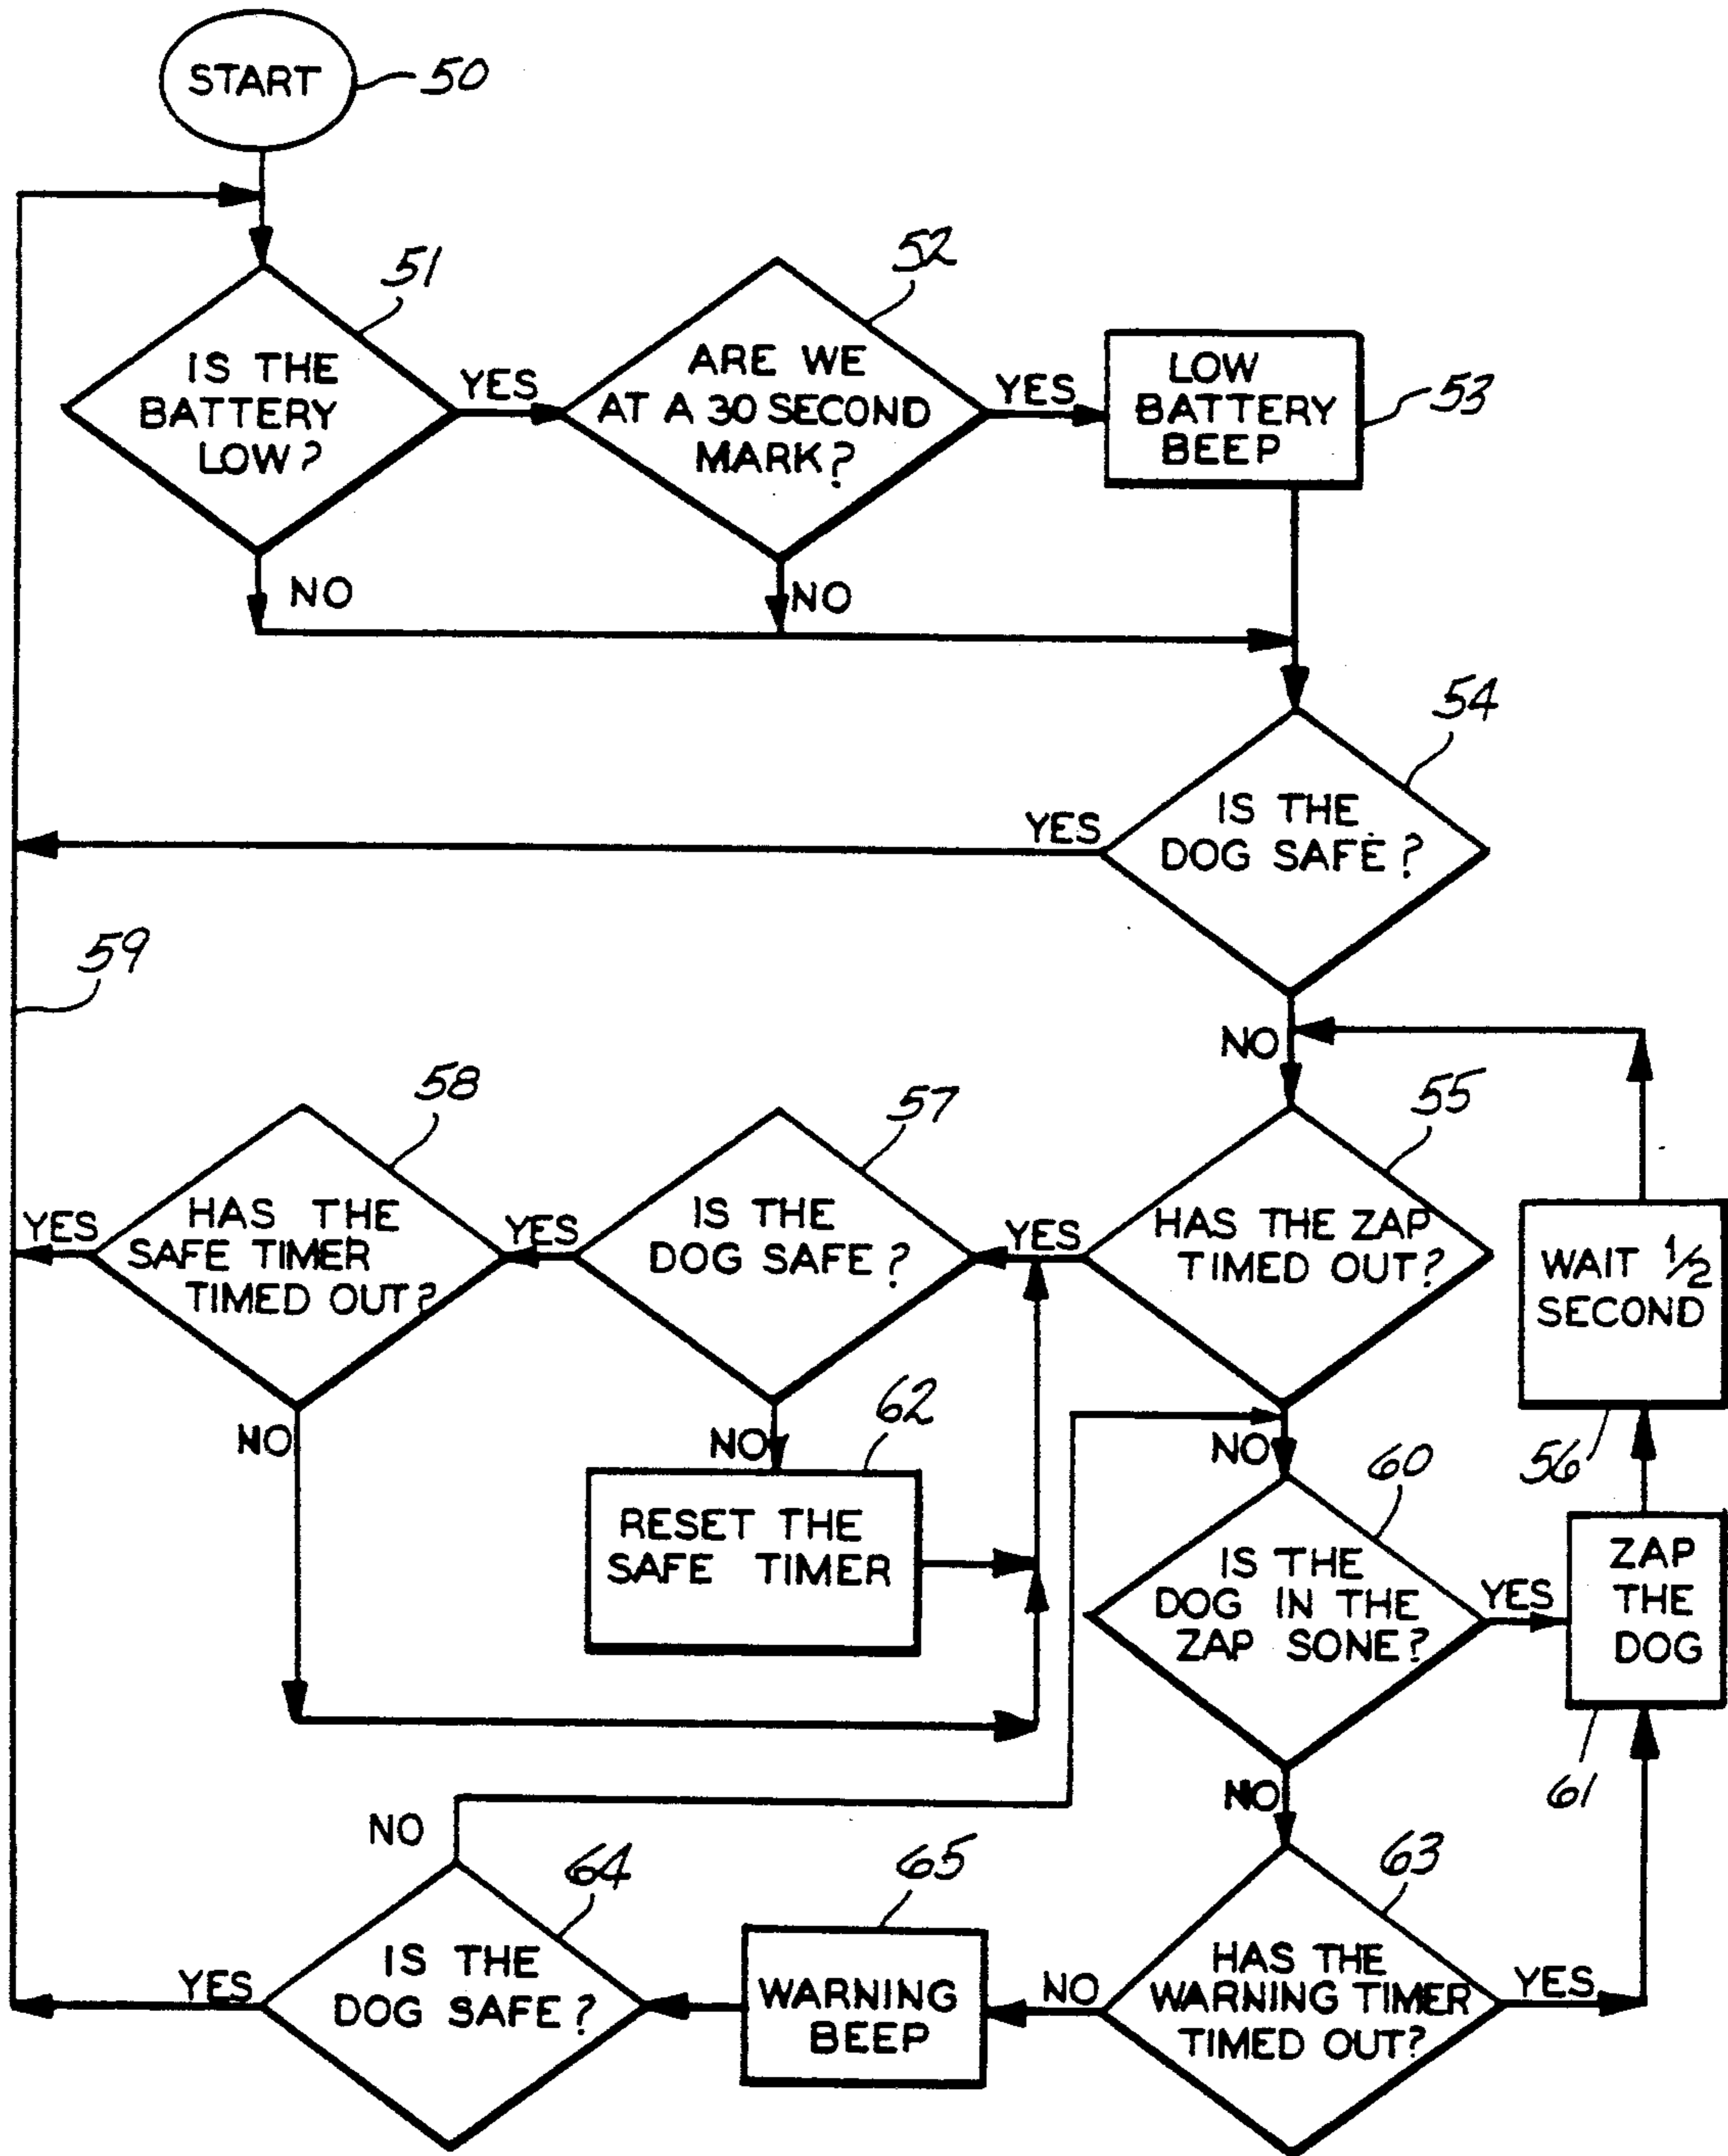 START
50
51
52
IS THE
BATTERY
LOW?
YES
ARE WE
AT A 30 SECOND
MARK?
YES
LOW
BATTERY
BEEP
53
NO
NO
54
IS THE
DOG SAFE?
YES
59
NO
58
57
55
HAS THE
SAFE TIMER
TIMED OUT?
YES
YES
IS THE
DOG SAFE?
YES
HAS THE ZAP
TIMED OUT?
WAIT 1/2
SECOND
56
NO
NO
62
RESET THE
SAFE TIMER
NO
60
IS THE
DOG IN THE
ZAP SONE?
YES
ZAP
THE
DOG
61
NO
NO
64
65
63
IS THE
DOG SAFE?
YES
WARNING
BEEP
NO
HAS THE
WARNING TIMER
TIMED OUT?
YES